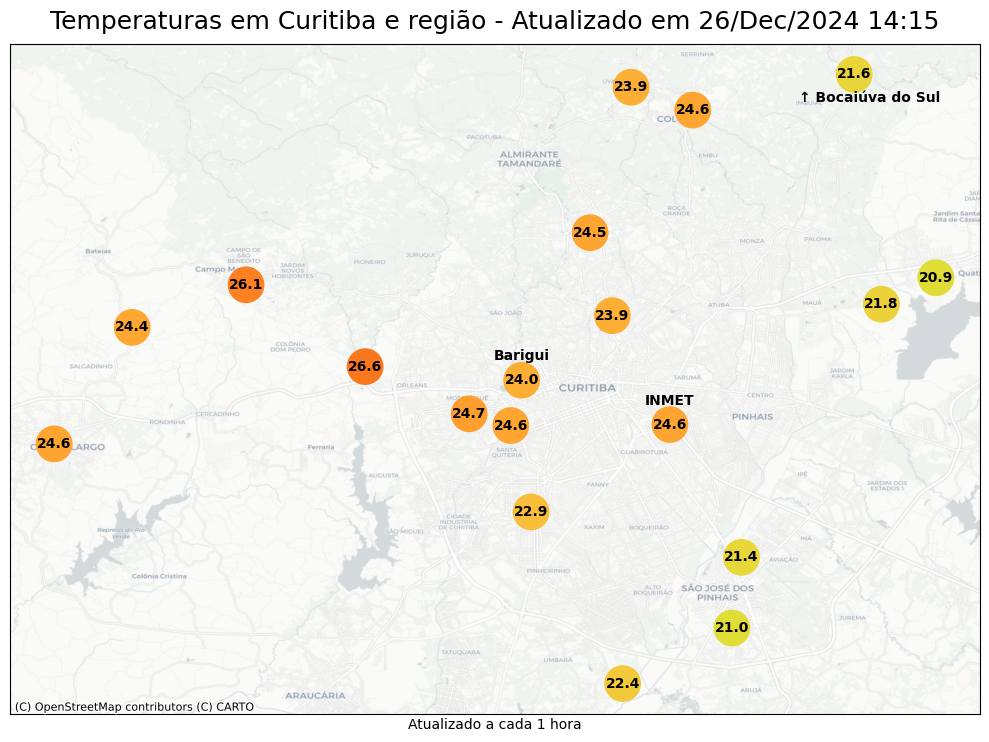 Temperaturas em Curitiba e região - Atualizado em 26/Dec/2024 14:15
SERRINHA
21.6
23.9
↑ Bocaiúva do Sul
24.6
PACOTUBA
ALMIRANTE
TAMANDARÉ
EMBU
ROÇA
GRANDE
Jardim Santa
Rita de Cássia
24.5
MONZA
PALOMA
Bateias
CAMPO DE
SÃO
BENEDITO
JURUQUI
PIONEIRO
JARDIM
NOVOS
HORIZONTES
Campo
26.1
20.9
21.8
ATUBA
MAUÁ
SÃO JOÃO
23.9
24.4
COLÔNIA
DOM PEDRO
Barigui
SALGADINHO
26.6
24.0
ORLEANS
CURITIBA
TARUMÃ
JARDIM
KARLA
CENTRO
INMET
PINHAIS
24.7
24.6
24.6
CERCADINHO
RONDINHA
24.6
LARGO
Ferraria
SANTA
QUITÉRIA
GUABIROTUBA
AUGUSTA
IPÊ
FANNY
JARDIM DOS
ESTADOS I
22.9
CIDADE
INDUSTRIAL
DE CURITIBA
XAXIM
BOQUEIRÃO
Represa do Rio
Verde
SÃO MIGUEL
INÁ
21.4
AVIAÇÃO
Colônia Cristina
PINHEIRINHO
ALTO
BOQUEIRÃO
SÃO JOSÉ DOS
PINHAIS
JUREMA
21.0
TATUQUARA
UMBARÁ
22.4
ARUJÁ
ARAUCÁRIA
(C) OpenStreetMap contributors (C) CARTO
Atualizado a cada 1 hora